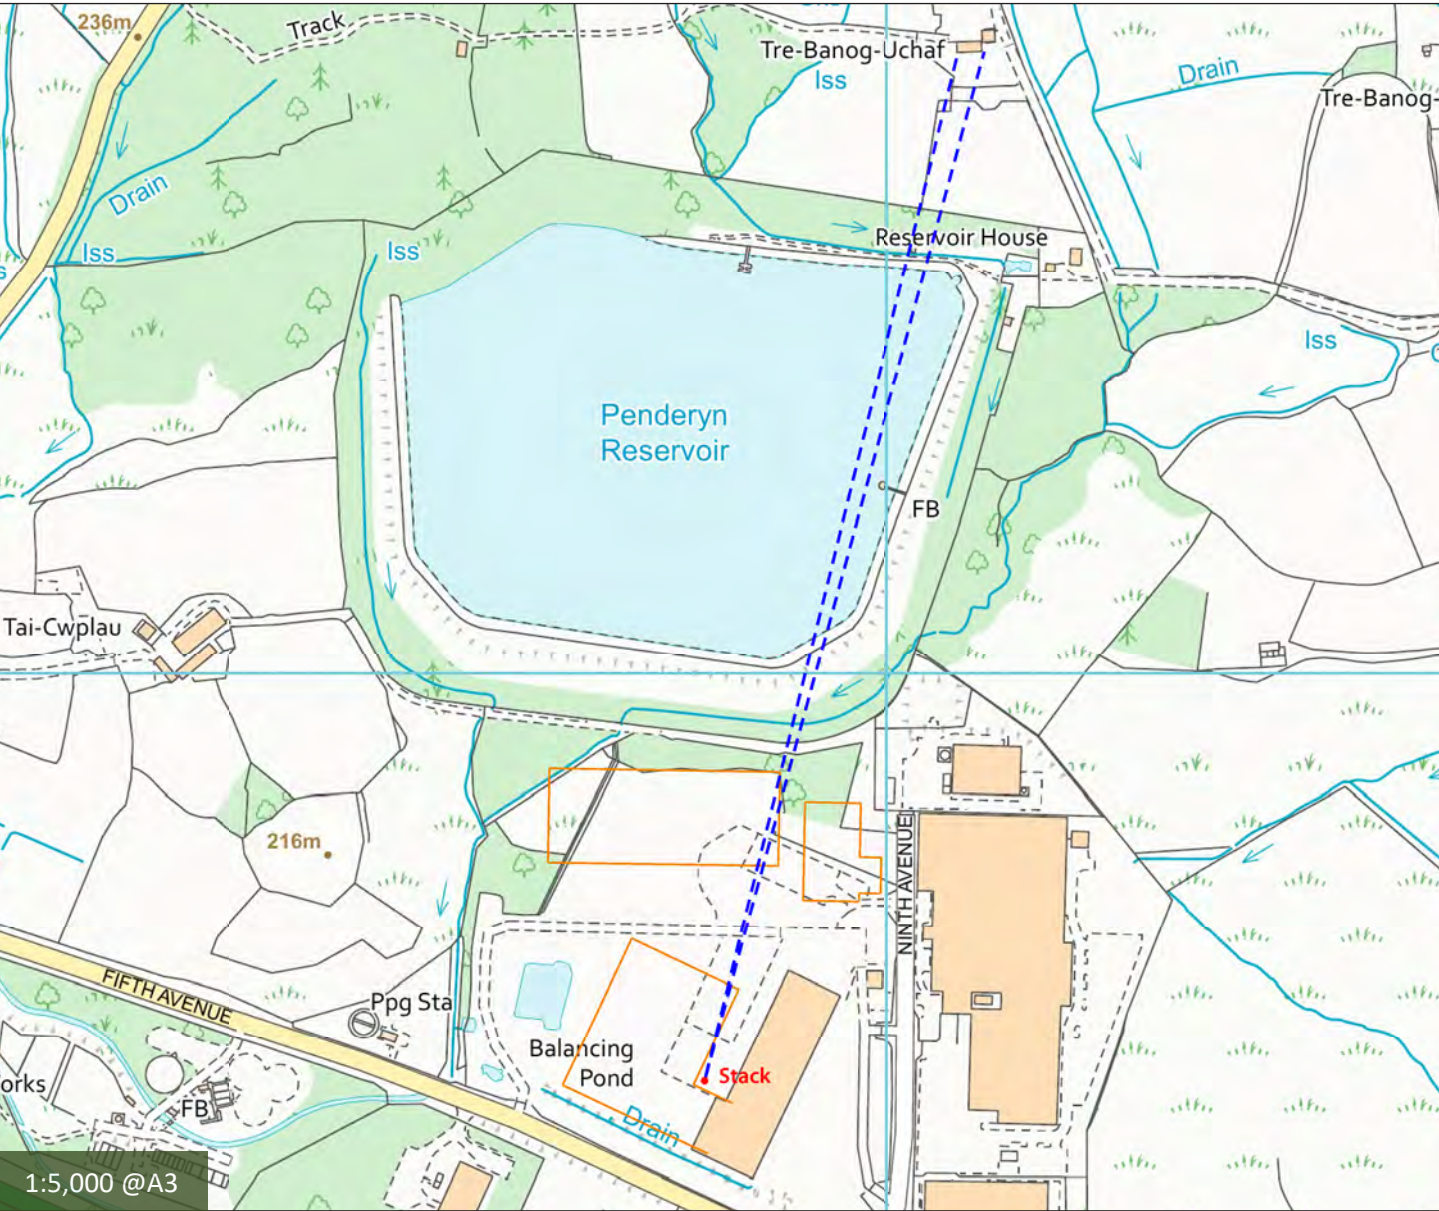 236m
Track
Tre-Banog-Uchaf
Iss
Drain
Tre-Banog-
Drain
Iss
Iss
Reservoir House
Iss
Penderyn
Reservoir
FB
Tai-Cwplau
216m
NINTH AVENUE
FIFTH AVENUE
Ppg Sta
Balancing
Pond
Stack
orks
FB
Drain
1:5,000 @A3